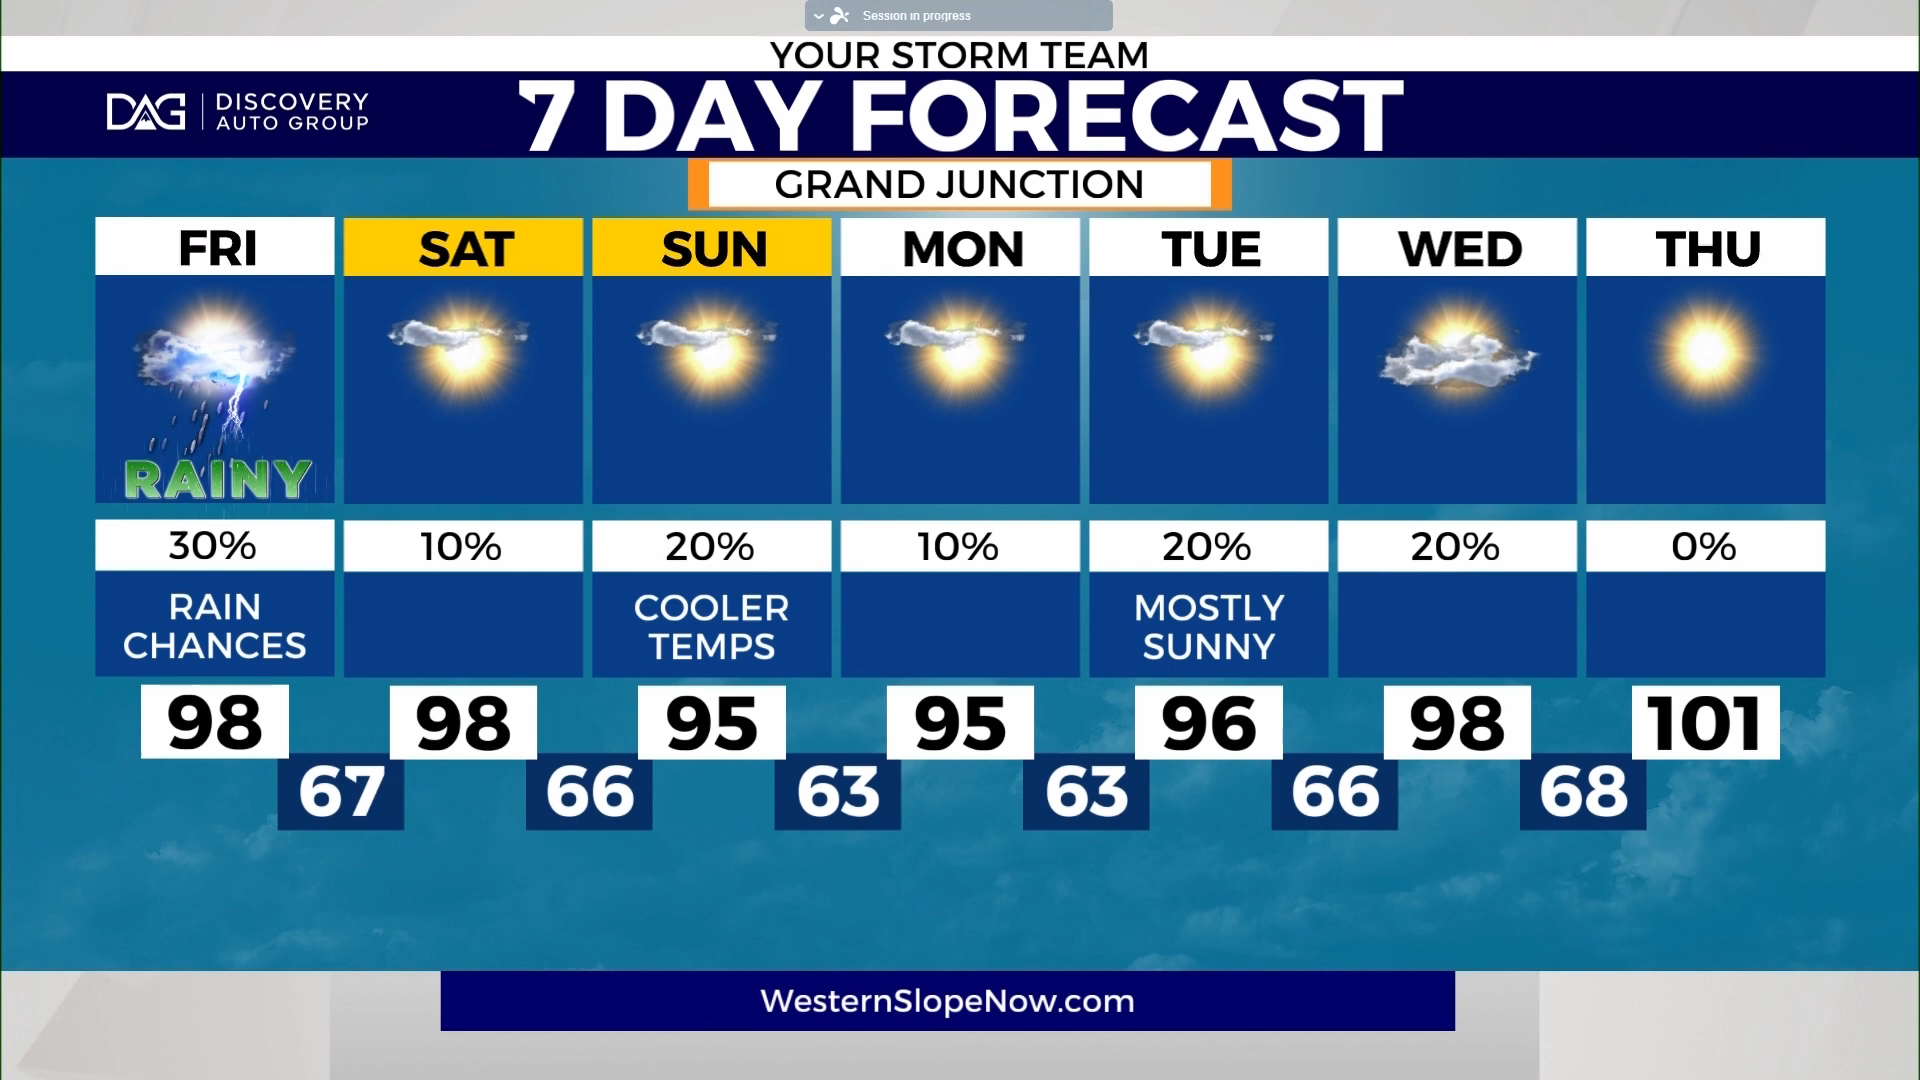 Session in progress
YOUR STORM TEAM
DAG DISCOVERY AUTO GROUP
7 DAY FORECAST
GRAND JUNCTION
FRI SAT SUN MON TUE WED THU
RAINY
30% 10% 20% 10% 20% 20% 0%
RAIN CHANCES
COOLER TEMPS
MOSTLY SUNNY
98 98 95 95 96 98 101
67 66 63 63 66 68
WesternSlopeNow.com